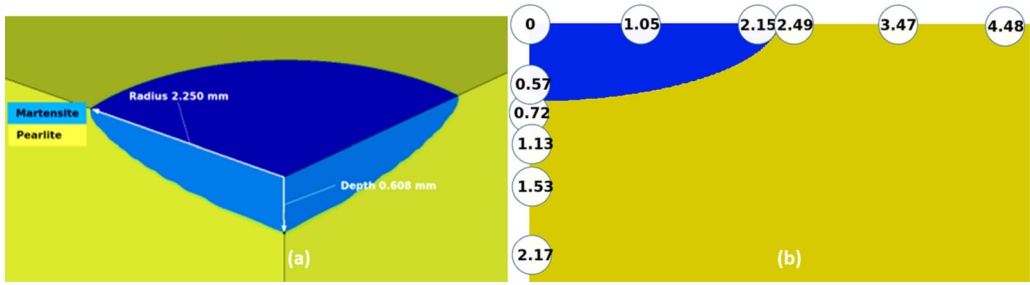 Radius 2.250 mm
Martensite
Pearlite
Depth 0.608 mm
(a)
0
1.05
2.15
2.49
3.47
4.48
0.57
0.72
1.13
1.53
2.17
(b)